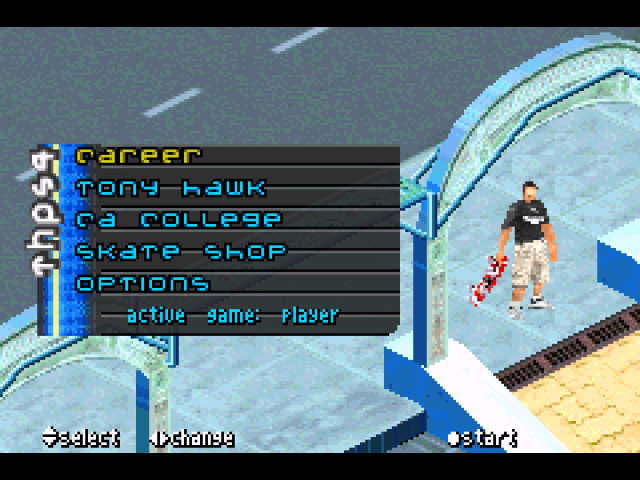 thps4
career
tony hawk
ca college
skate shop
options
active game: player
select change start